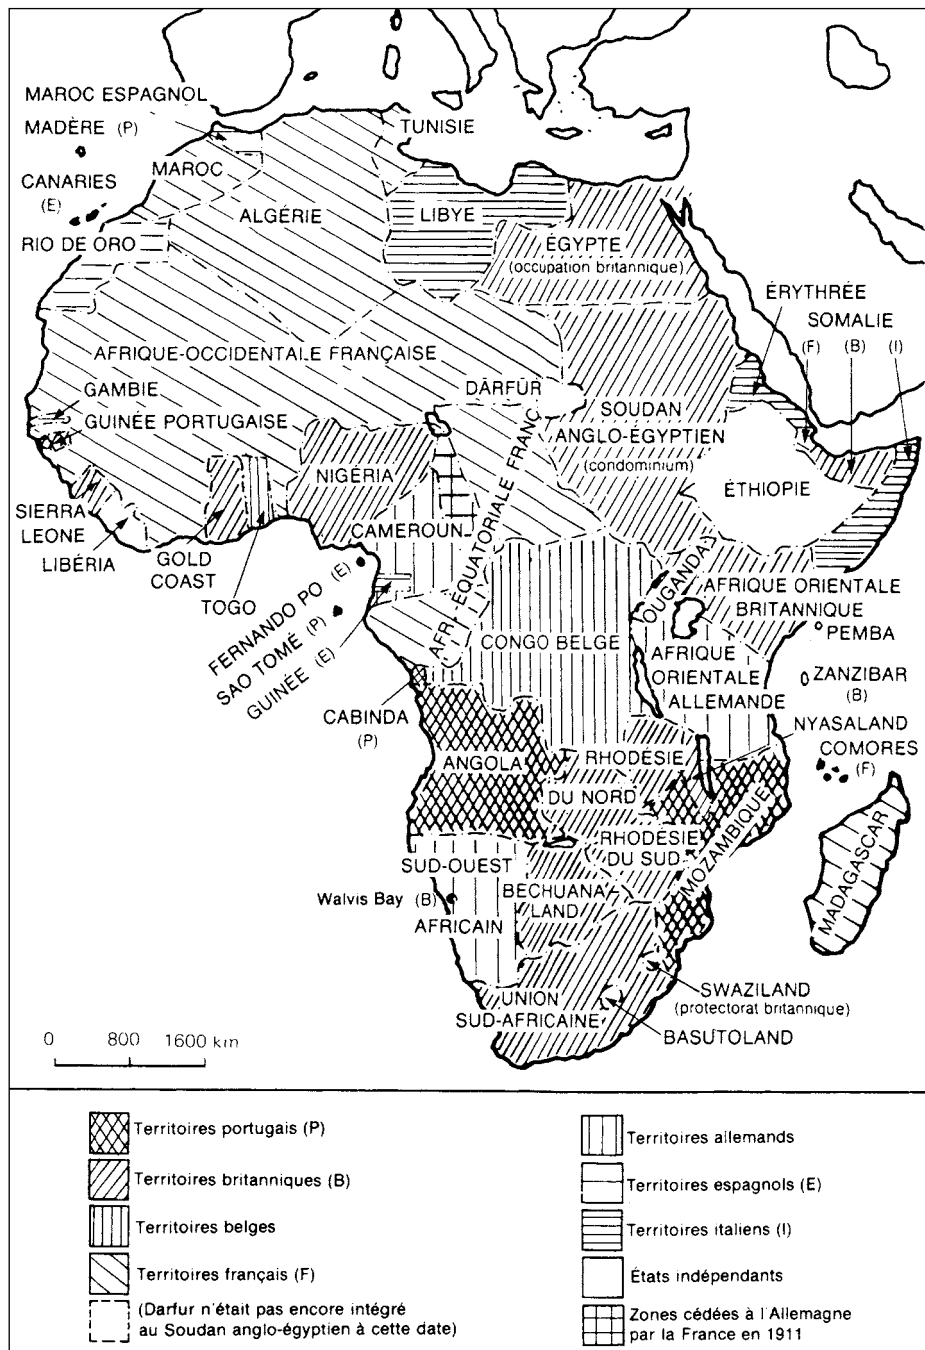 MAROC ESPAGNOL
MADÈRE (P)
TUNISIE
MAROC
CANARIES
(E)
ALGÉRIE
LIBYE
RIO DE ORO
ÉGYPTE
(occupation britannique)
ÉRYTHRÉE
SOMALIE
(F) (B) (I)
AFRIQUE-OCCIDENTALE FRANÇAISE
DÄRFÜR
GAMBIE
GUINÉE PORTUGAISE
SOUDAN
ANGLO-ÉGYPTIEN
(condominium)
NIGÉRIA
ÉTHIOPIE
SIERRA
LEONE
CAMEROUN
AFR.-ÉQUATORIALE FRANÇ
LIBÉRIA
GOLD
COAST
TOGO
OUGANDA
AFRIQUE ORIENTALE
BRITANNIQUE
FERNANDO PO (E)
SAO TOMÉ (P)
GUINÉE (E)
CONGO BELGE
PEMBA
AFRIQUE
ORIENTALE
ALLEMANDE
ZANZIBAR
(B)
CABINDA
(P)
NYASALAND
COMORES
(F)
ANGOLA
RHODÉSIE
DU NORD
RHODÉSIE
DU SUD
MOZAMBIQUE
MADAGASCAR
SUD-OUEST
AFRICAIN
Walvis Bay (B)
BECHUANA
LAND
SWAZILAND
(protectorat britannique)
UNION
SUD-AFRICAINE
BASUTOLAND
0 800 1600 km
Territoires portugais (P)
Territoires britanniques (B)
Territoires belges
Territoires français (F)
(Darfur n'était pas encore intégré
au Soudan anglo-égyptien à cette date)
Territoires allemands
Territoires espagnols (E)
Territoires italiens (I)
États indépendants
Zones cédées à l'Allemagne
par la France en 1911